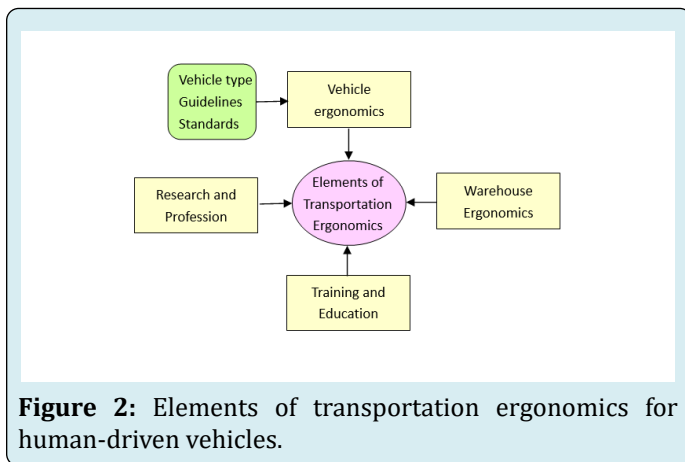 Vehicle type
Guidelines
Standards
Vehicle
ergonomics
Research and
Profession
Elements of
Transportation
Ergonomics
Warehouse
Ergonomics
Training and
Education
Figure 2: Elements of transportation ergonomics for
human-driven vehicles.